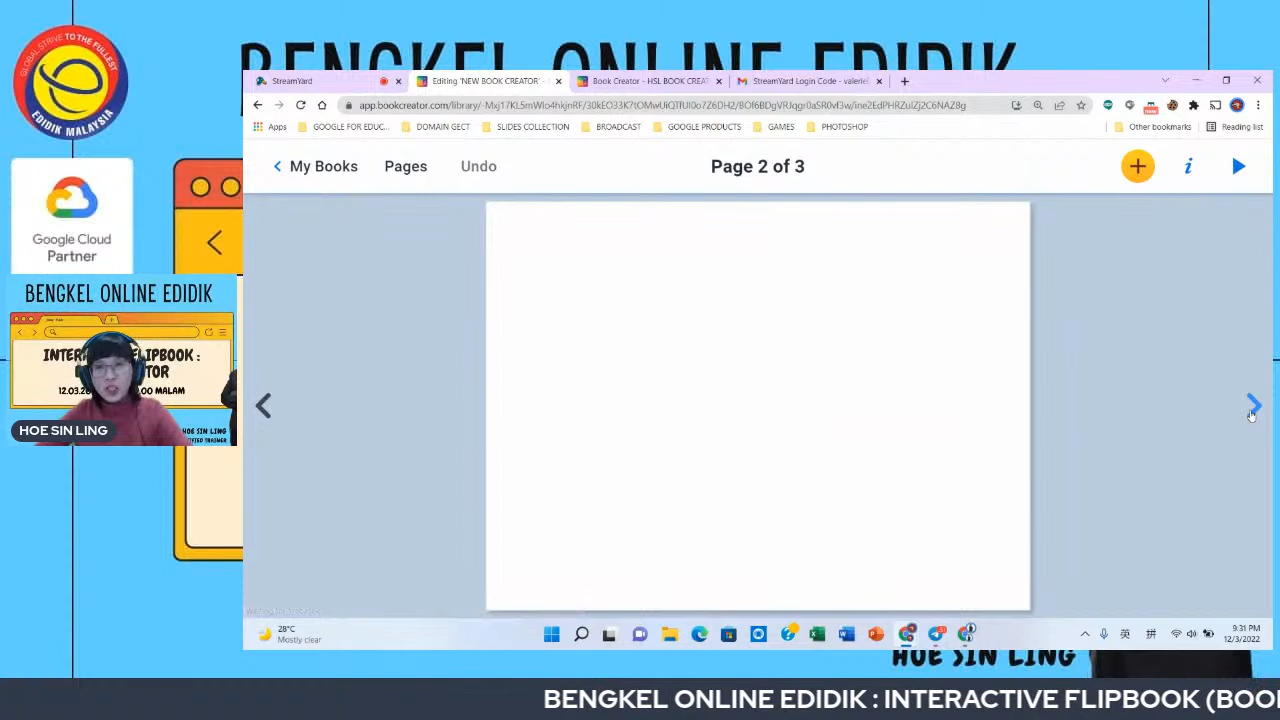 BENGKEL ONLINE EDIDIK
GLOBAL STRIVE TO THE FULLEST
EDIDIK MALAYSIA
Google Cloud
Partner
BENGKEL ONLINE EDIDIK
12.03.2
00 MALAM
HOE SIN LING
HOE SIN LING
StreamYard
Editing 'NEW BOOK CREATOR' -
Book Creator - HSL BOOK CREAT
StreamYard Login Code - valerie
Apps
GOOGLE FOR EDUC...
DOMAIN GECT
SLIDES COLLECTION
BROADCAST
GOOGLE PRODUCTS
GAMES
PHOTOSHOP
Other bookmarks
Reading list
My Books
Pages
Undo
Page 2 of 3
28°C
Mostly clear
英
拼
9:31 PM
12/3/2022
HOE SIN LING
BENGKEL ONLINE EDIDIK : INTERACTIVE FLIPBOOK (BOO